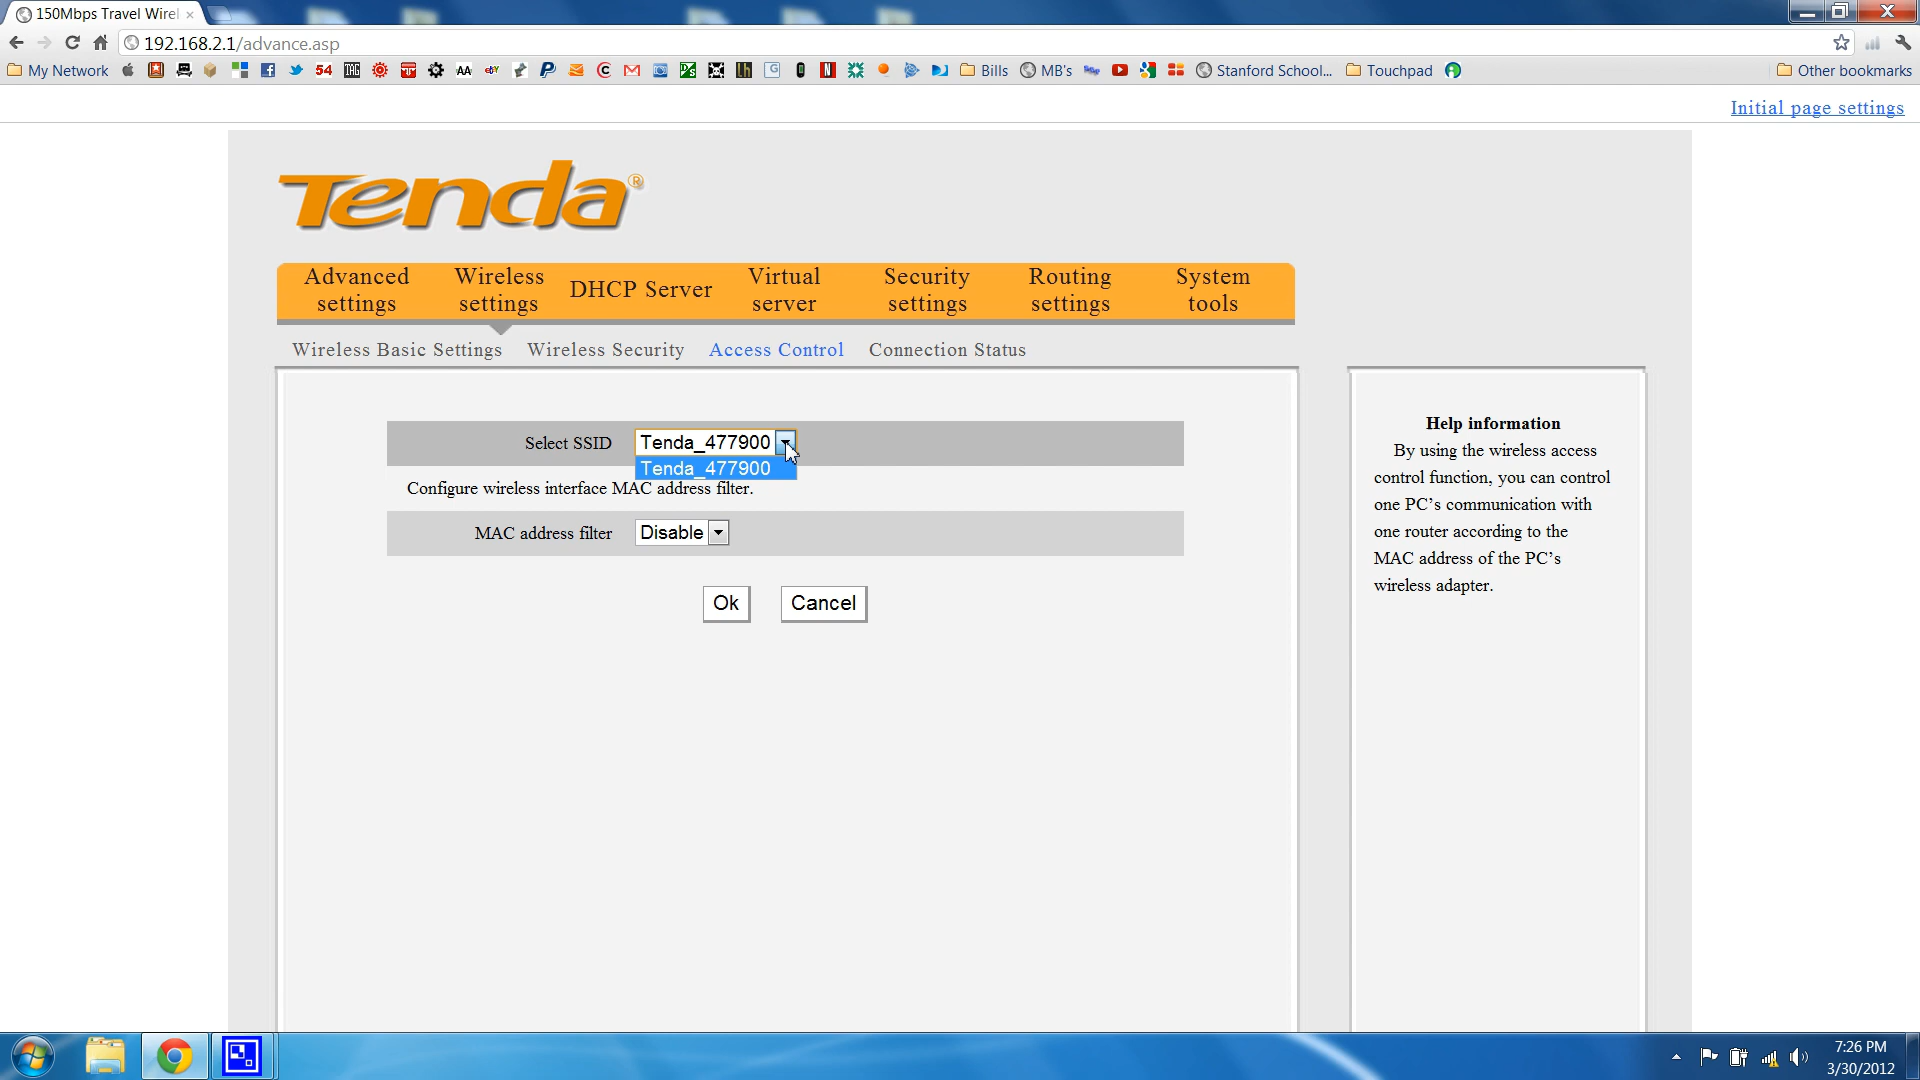 150Mbps Travel Wirel
192.168.2.1/advance.asp
My Network
54
TAG
AA
ebY
Bills
MB's
Stanford School...
Touchpad
Other bookmarks
Initial page settings
Tenda®
Advanced settings
Wireless settings
DHCP Server
Virtual server
Security settings
Routing settings
System tools
Wireless Basic Settings
Wireless Security
Access Control
Connection Status
Select SSID
Tenda_477900
Tenda_477900
Configure wireless interface MAC address filter.
MAC address filter
Disable
Ok
Cancel
Help information
By using the wireless access
control function, you can control
one PC's communication with
one router according to the
MAC address of the PC's
wireless adapter.
7:26 PM
3/30/2012